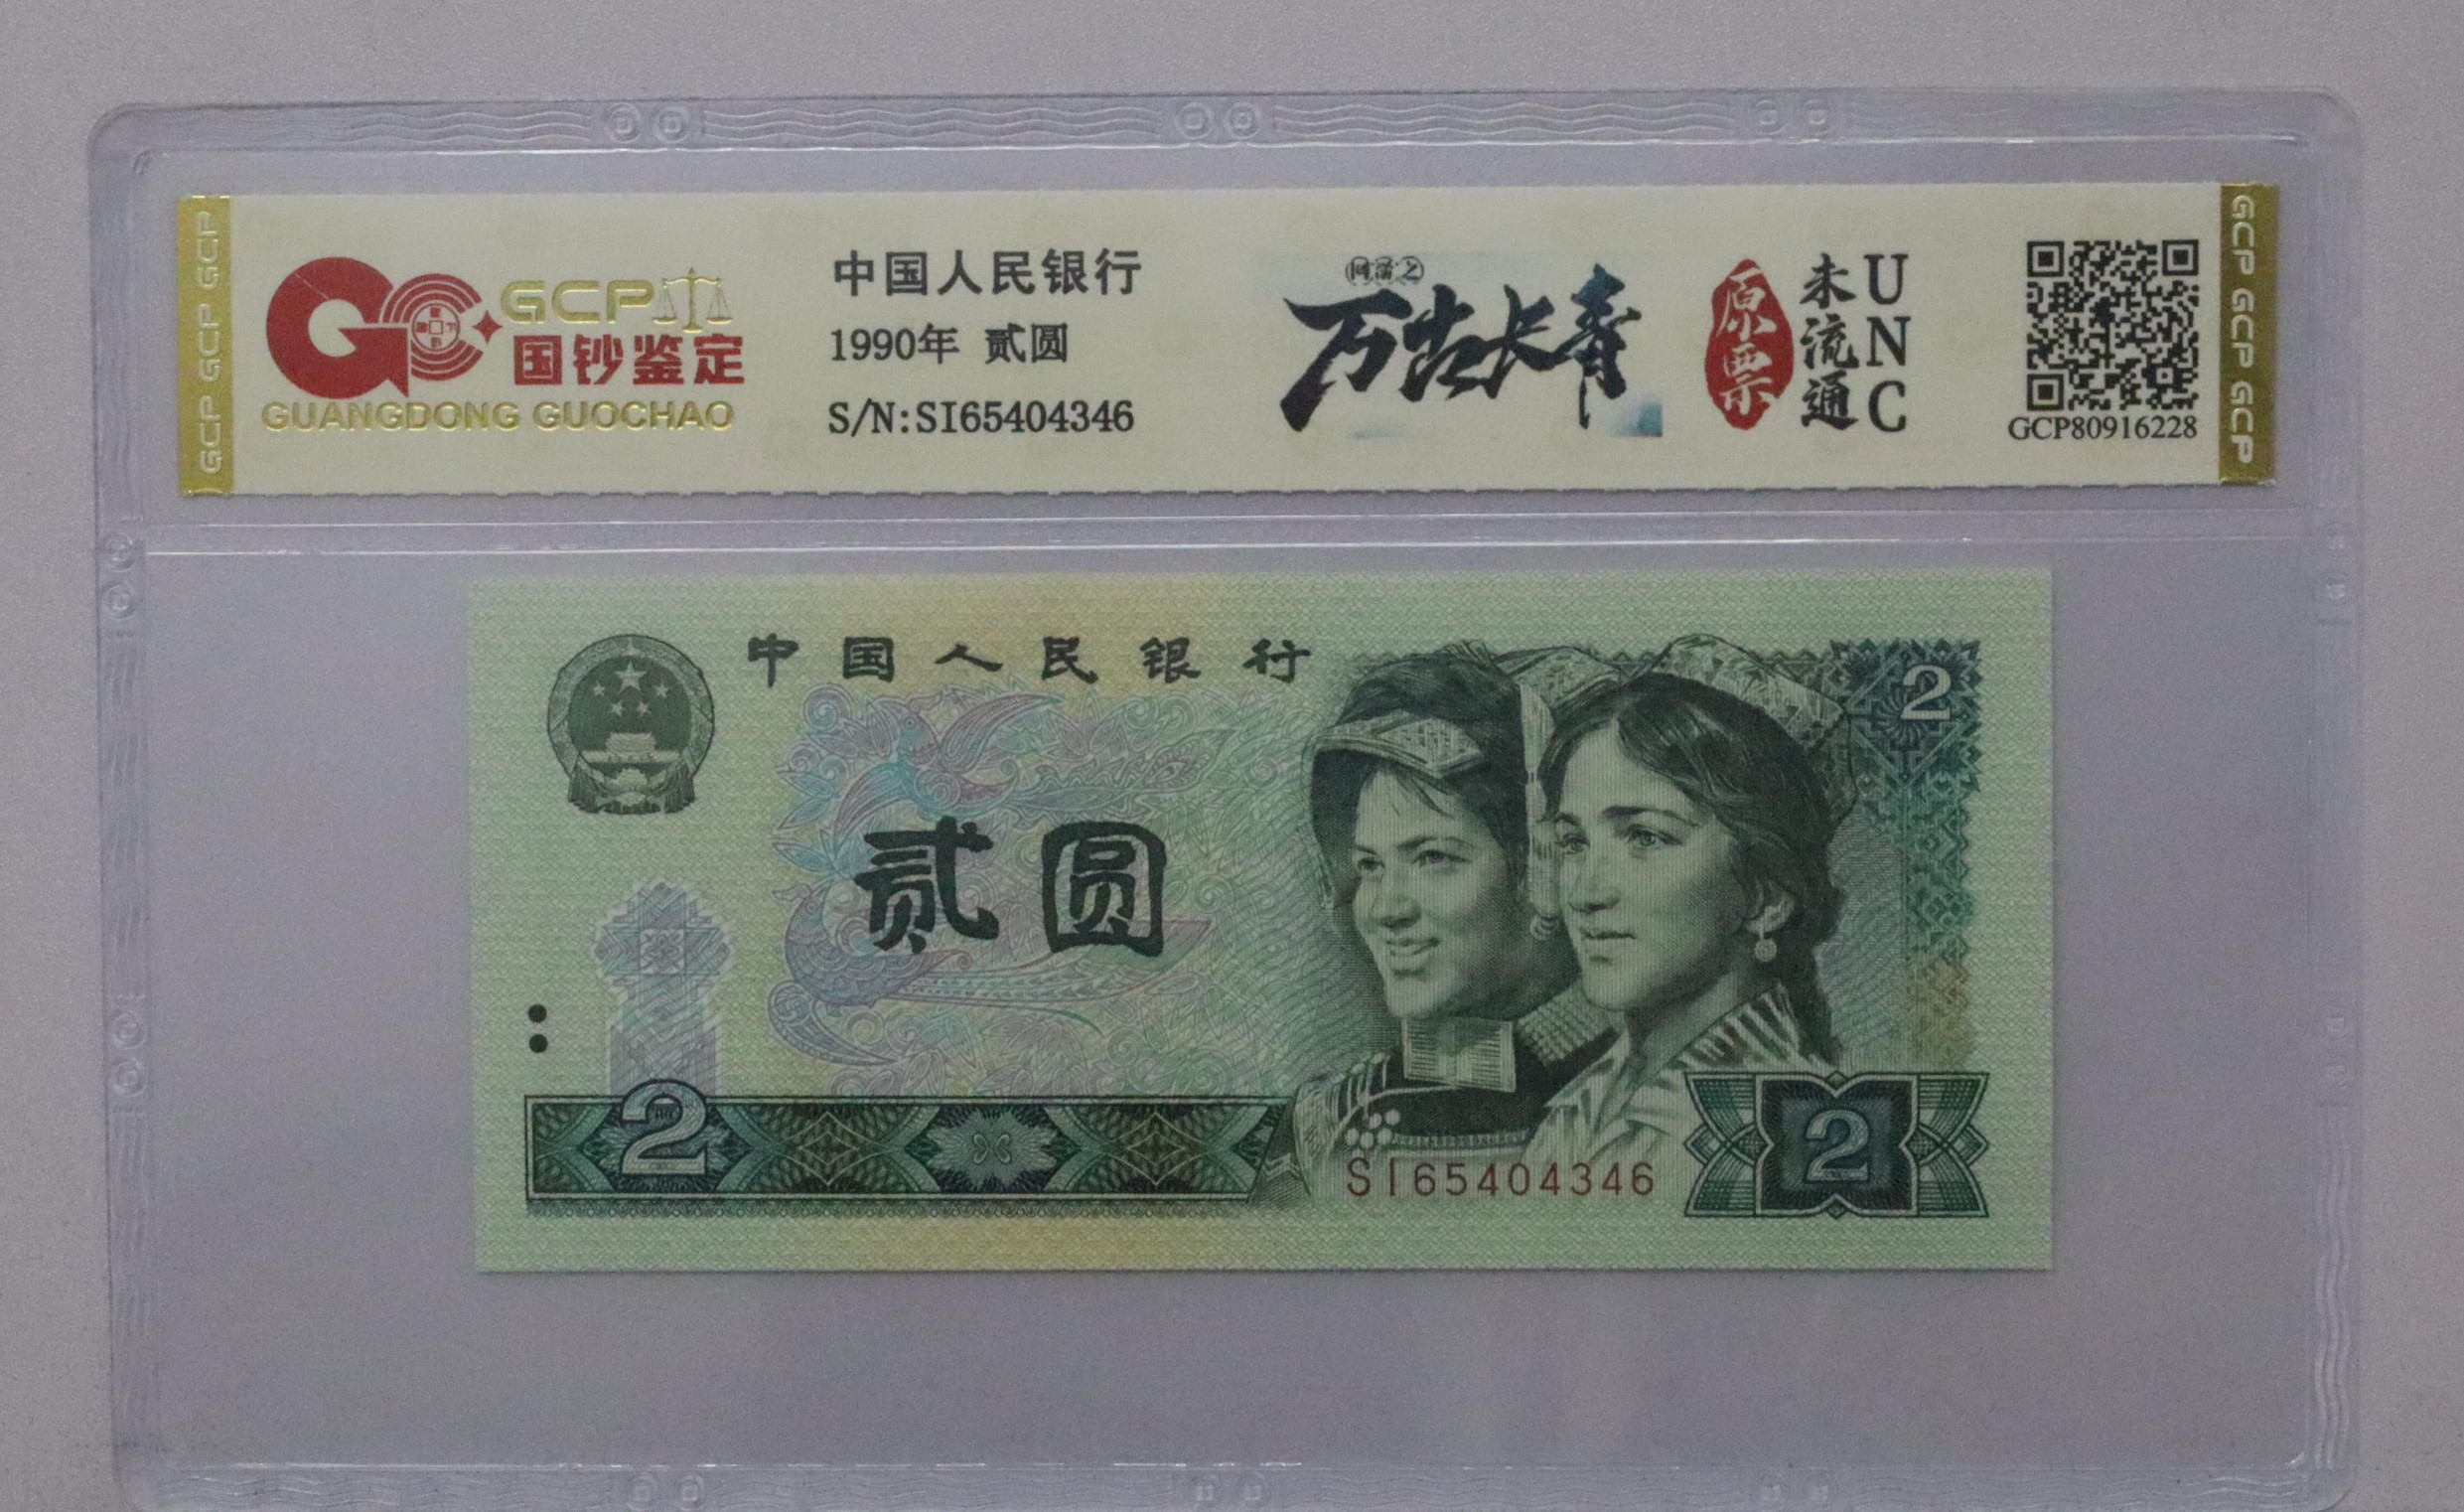 GCP GCP GCP
GCP
国钞鉴定
GUANGDONG GUOCHAO
中国人民银行
1990年 贰圆
S/N:SI65404346
万古长青
原票
未流通
UNC
GCP80916228
GCP GCP GCP
中国人民银行
2
贰圆
2
SI65404346
2